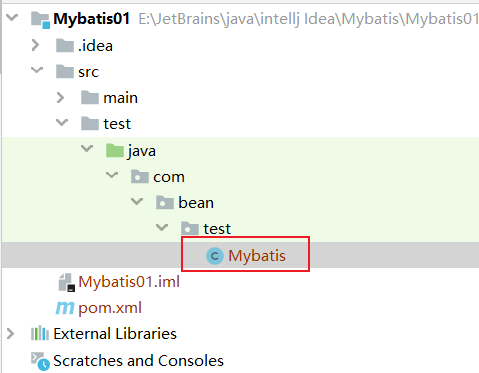 Mybatis01 E:\JetBrains\java\intellj Idea\Mybatis\Mybatis01
.idea
src
main
test
java
com
bean
test
Mybatis
Mybatis01.iml
pom.xml
External Libraries
Scratches and Consoles